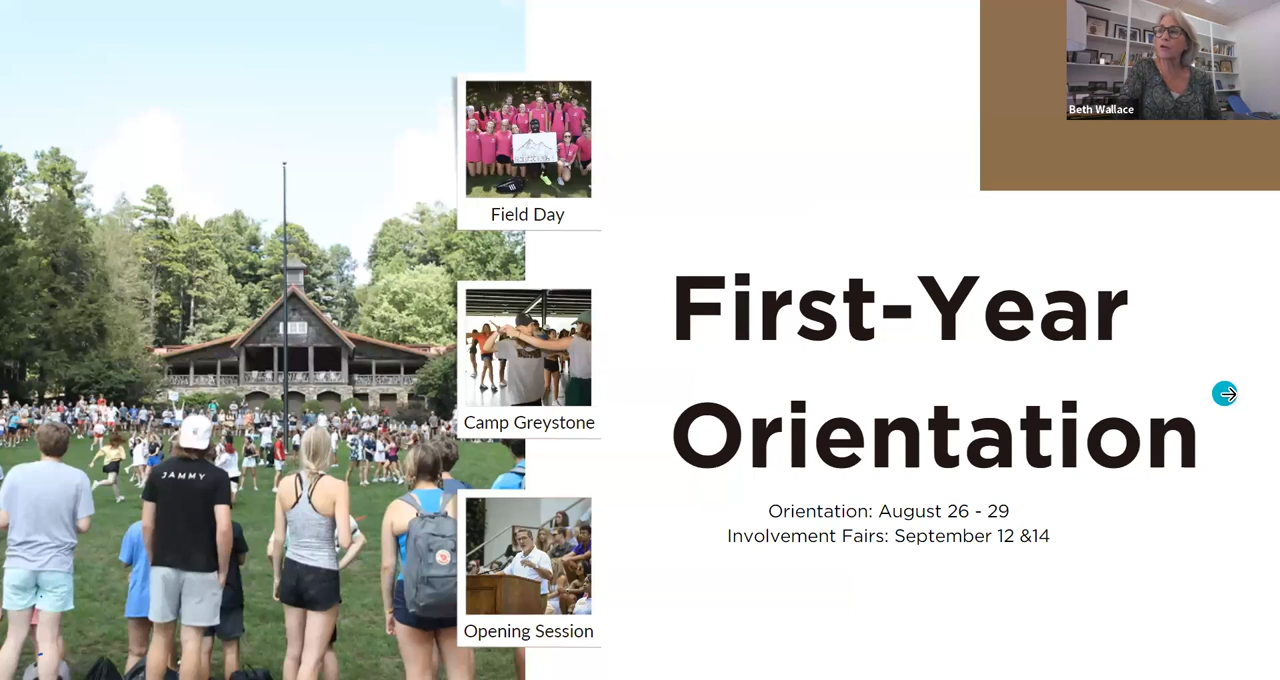 Beth Wallace
JAMMY
Field Day
Camp Greystone
Opening Session
First-Year
Orientation
Orientation: August 26 - 29
Involvement Fairs: September 12 &14